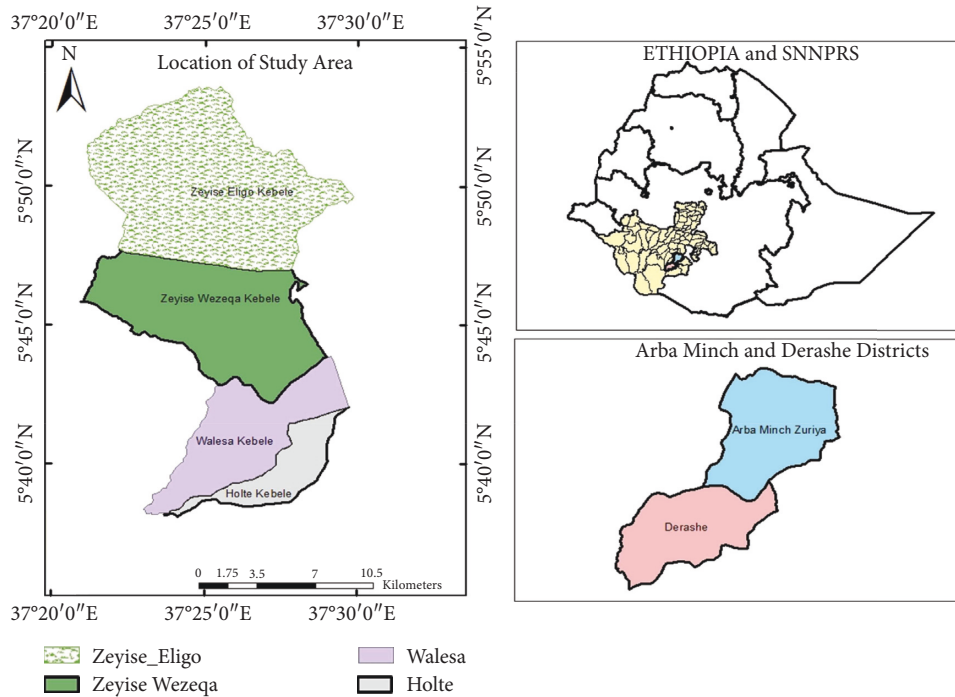 37°20′0″E 37°25′0″E 37°30′0″E
N
Location of Study Area
5°55′0″N
5°50′0″N
5°45′0″N
5°40′0″N
5°50′0″N
5°45′0″N
5°40′0″N
Zeyise Eligo Kebele
Zeyise Wezeqa Kebele
Walesa Kebele
Holte Kebele
0 1.75 3.5 7 10.5
Kilometers
37°20′0″E 37°25′0″E 37°30′0″E
ETHIOPIA and SNNPRS
Arba Minch and Derashe Districts
Arba Minch Zuriya
Derashe
Zeyise_Eligo
Zeyise Wezeqa
Walesa
Holte